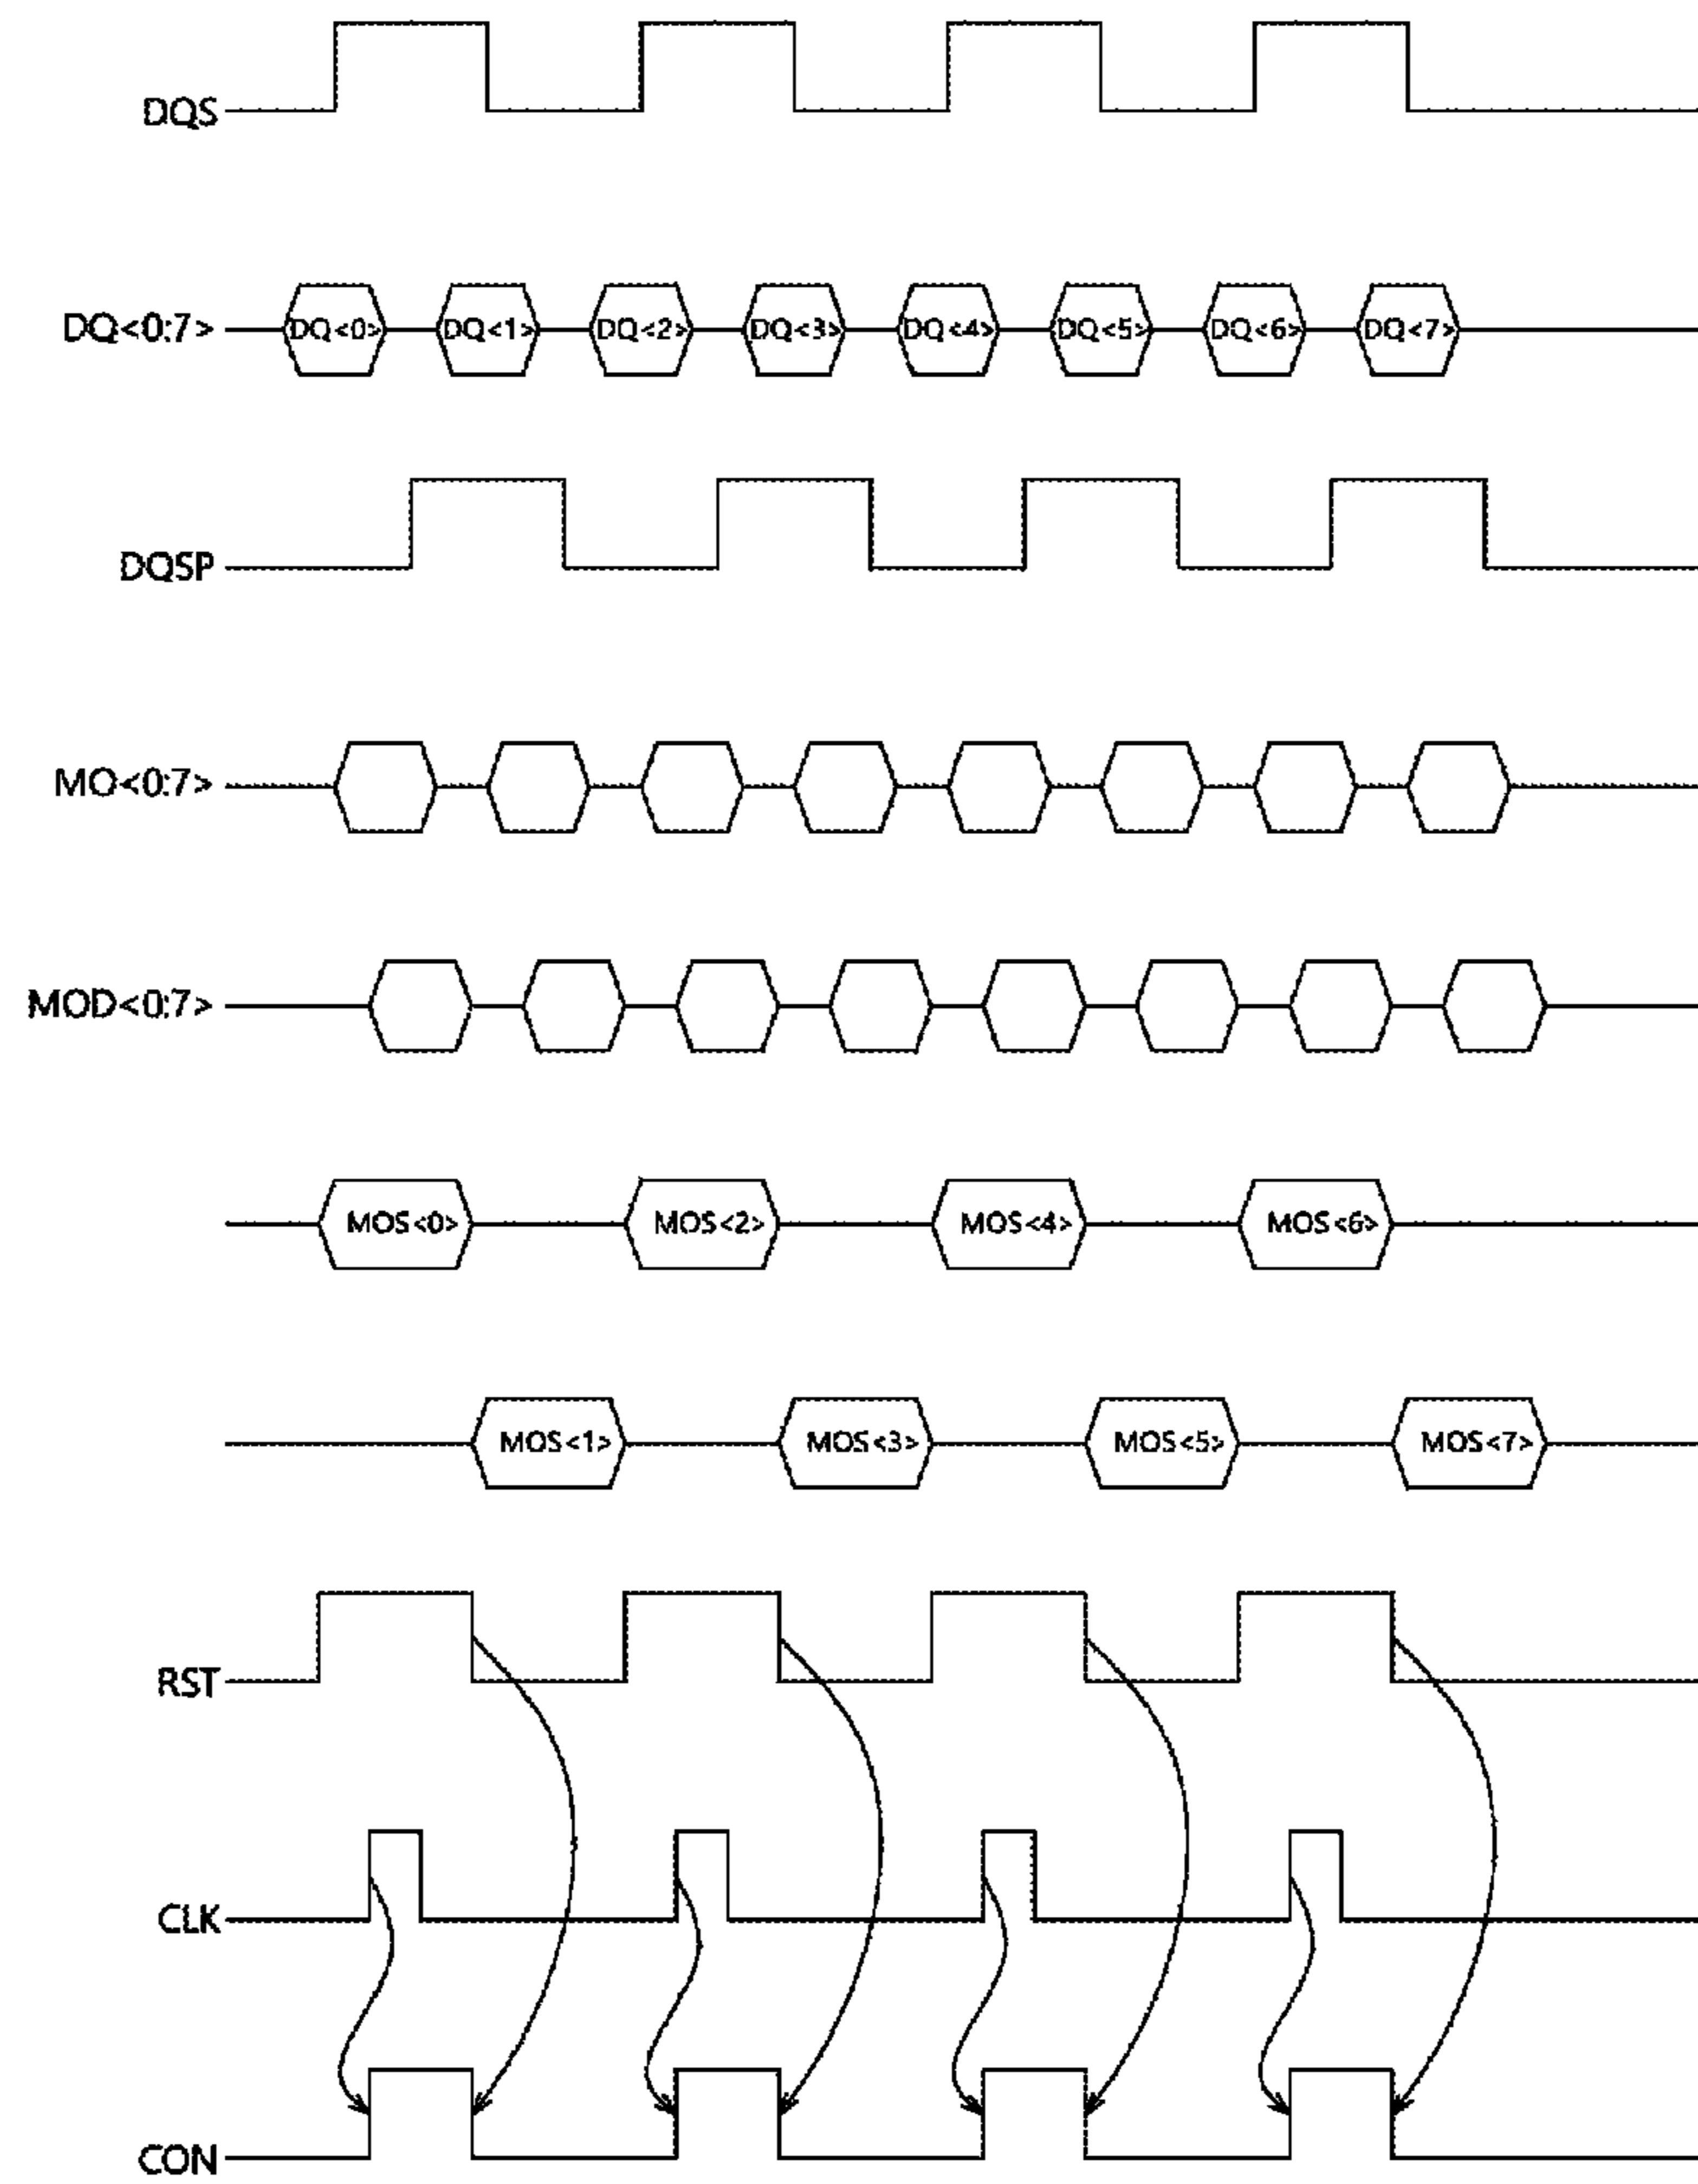 DQS
DQ<0:7> DQ<0> DQ<1> DQ<2> DQ<3> DQ<4> DQ<5> DQ<6> DQ<7>
DQSP
MO<0:7>
MOD<0:7>
MOS<0> MOS<2> MOS<4> MOS<6>
MOS<1> MOS<3> MOS<5> MOS<7>
RST
CLK
CON